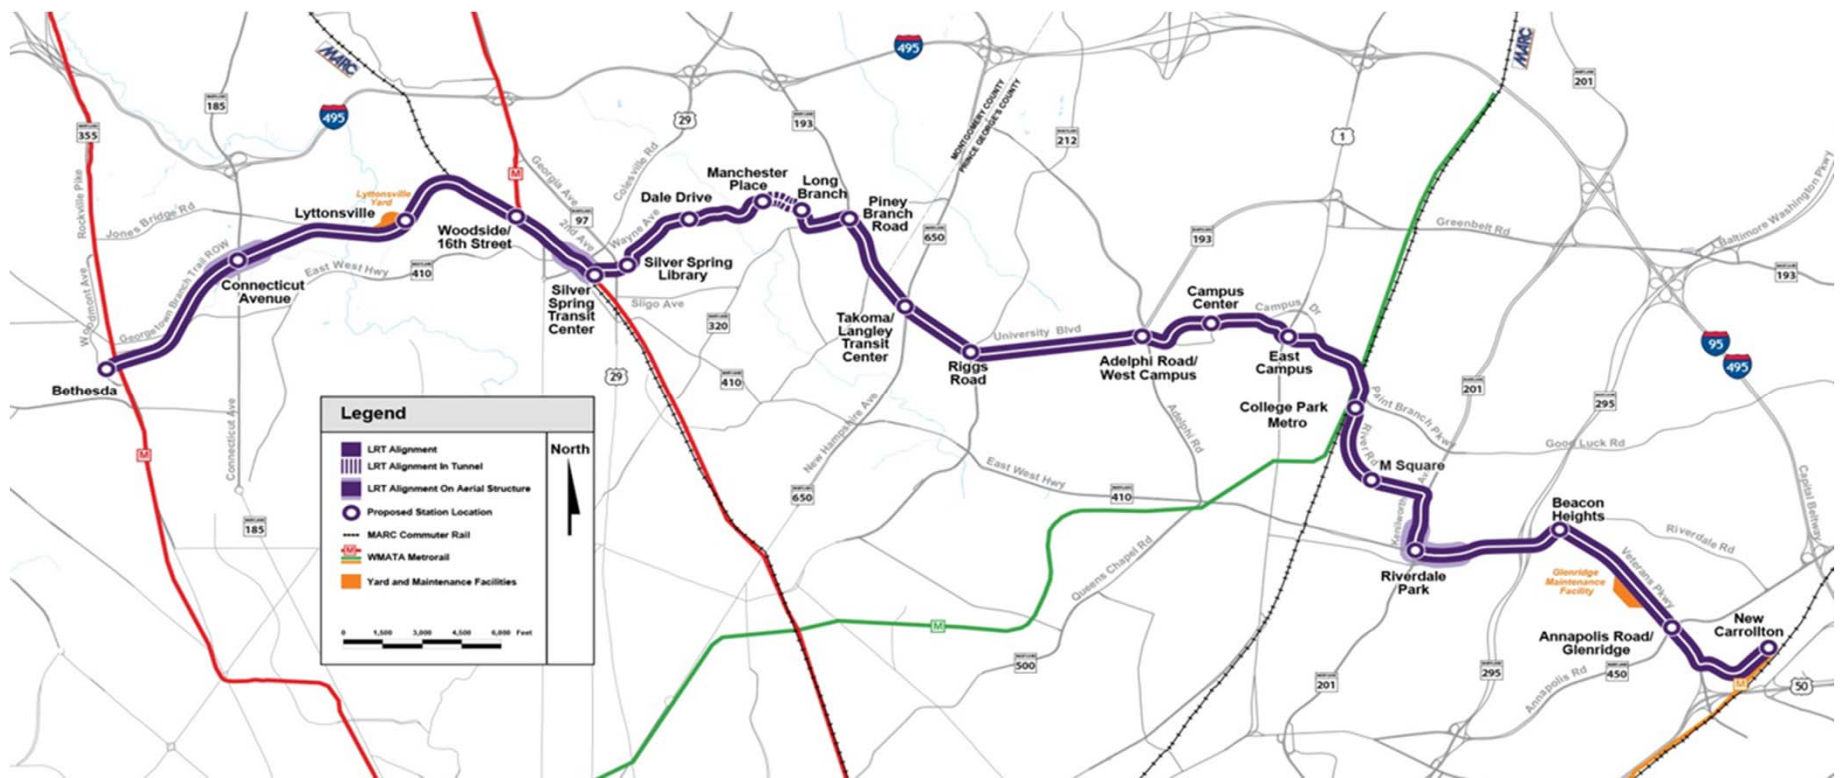 MARC
MARC
495
495
201
185
355
29
193
1
212
MONTGOMERY COUNTY
PRINCE GEORGE'S COUNTY
M
Georgia Ave
Colesville Rd
Manchester
Place
Long
Branch
Lyttonsville
Yard
Dale Drive
Rockville Pike
Jones Bridge Rd
Lyttonsville
Woodside/
16th Street
97
2nd Ave
Wayne Ave
Piney
Branch
Road
650
193
Greenbelt Rd
Baltimore Washington Pkwy
193
Georgetown Branch Trail ROW
East West Hwy
410
Connecticut
Avenue
Silver Spring
Library
Silver
Spring
Transit
Center
Sligo Ave
320
Takoma/
Langley
Transit
Center
Campus
Center
Campus Dr
University Blvd
W Woodmont Ave
Bethesda
29
410
Riggs
Road
Adelphi Road/
West Campus
East
Campus
95
495
201
295
Connecticut Ave
New Hampshire Ave
Adelphi Rd
College Park
Metro
Paint Branch Pkwy
River Rd
Good Luck Rd
M
Legend
LRT Alignment
LRT Alignment In Tunnel
LRT Alignment On Aerial Structure
Proposed Station Location
MARC Commuter Rail
M
WMATA Metrorail
Yard and Maintenance Facilities
0 1,500 3,000 4,500 6,000 Feet
North
185
650
East West Hwy
410
M Square
Kenilworth Ave
Capital Beltway
Beacon
Heights
Riverdale Rd
Queens Chapel Rd
Riverdale
Park
Glenridge
Maintenance
Facility
Veterans Pkwy
M
500
New
Carrollton
Annapolis Road/
Glenridge
201
295
Annapolis Rd
450
M
50